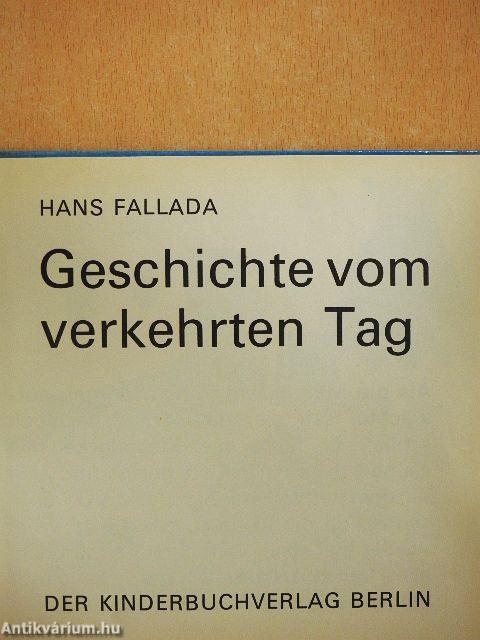 HANS FALLADA
Geschichte vom
verkehrten Tag
DER KINDERBUCHVERLAG BERLIN
Antikvárium.hu